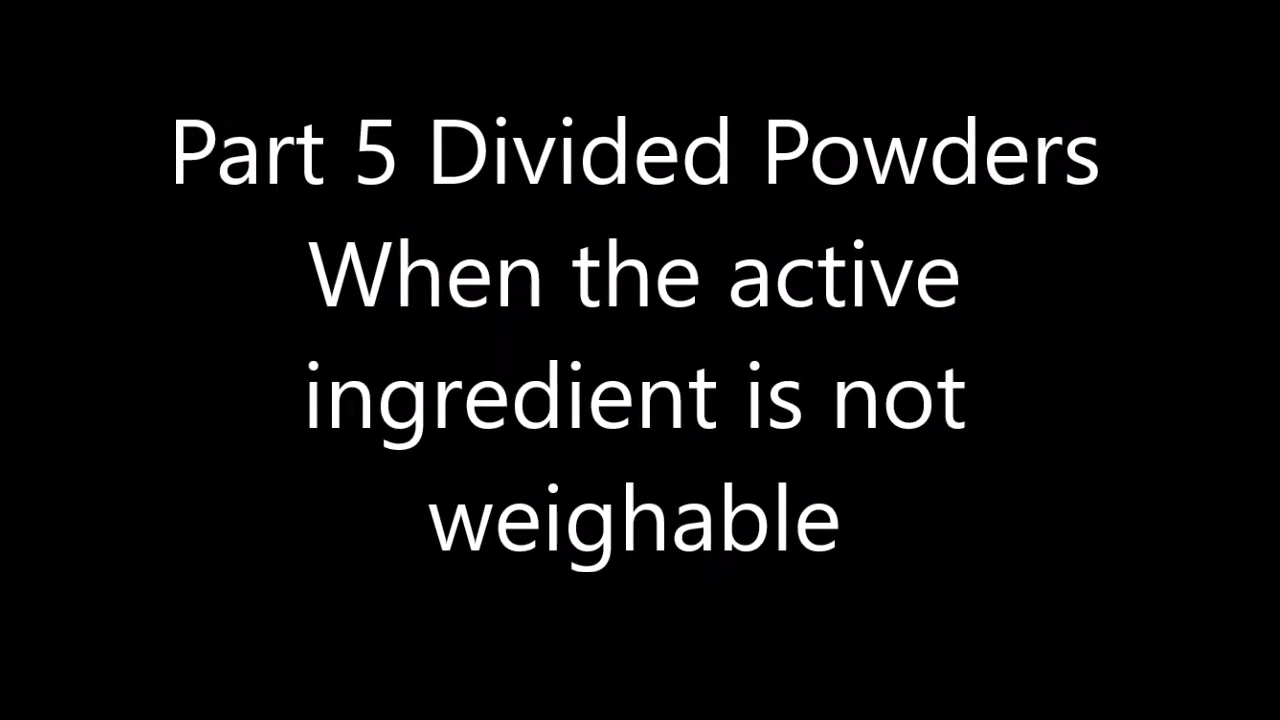 Part 5 Divided Powders
When the active
ingredient is not
weighable